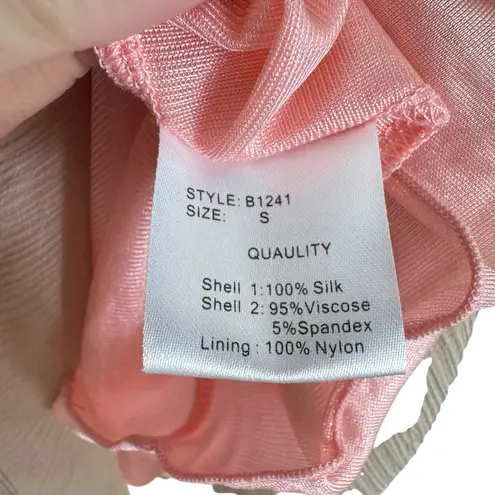 STYLE: B1241
SIZE: S
QUAULITY
Shell 1:100% Silk
Shell 2: 95%Viscose
5%Spandex
Lining : 100% Nylon